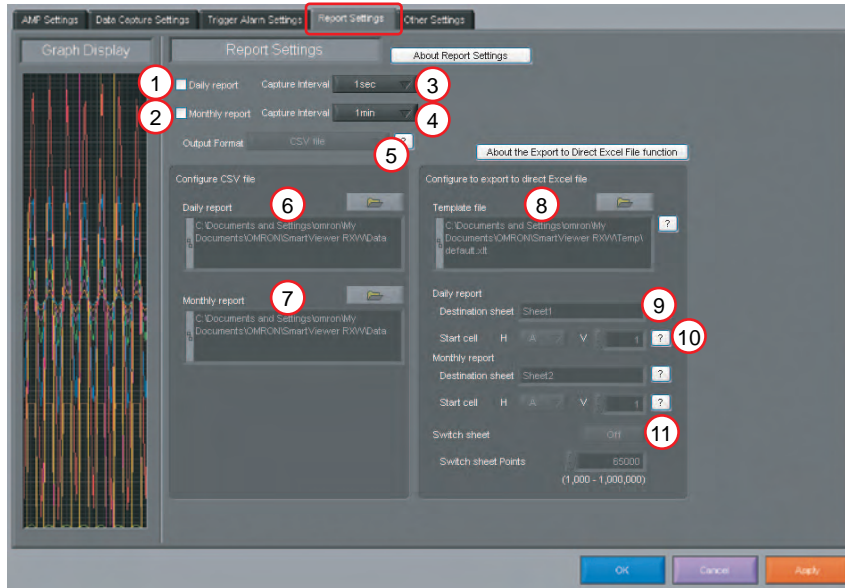 AMP Settings Data Capture Settings Trigger Alarm Settings Report Settings Other Settings
Graph Display
Report Settings
About Report Settings
1 Daily report Capture Interval 1sec 3
2 Monthly report Capture Interval 1min 4
Output Format CSV file ?
5
About the Export to Direct Excel File function
Configure CSV file
Daily report
6
C:\Documents and Settings\omron\My
Documents\OMRON\SmartViewer RXW\Data
Monthly report
7
C:\Documents and Settings\omron\My
Documents\OMRON\SmartViewer RXW\Data
Configure to export to direct Excel file
Template file
8
C:\Documents and Settings\omron\My
Documents\OMRON\SmartViewer RXW\Temp\
default.xlt
?
Daily report
Destination sheet Sheet1 9
Start cell H A V 1 ? 10
Monthly report
Destination sheet Sheet2 ?
Start cell H A V 1 ?
Switch sheet Off 11
Switch sheet Points 65000
(1,000 - 1,000,000)
OK Cancel Apply